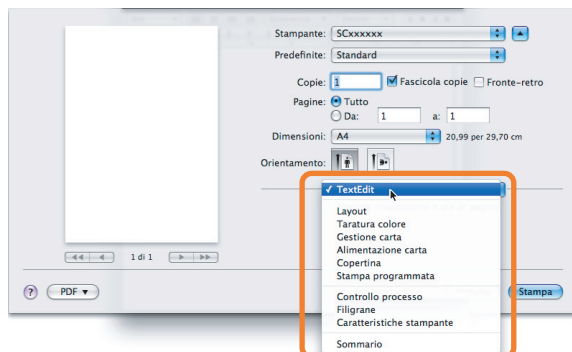 Stampante: SCxxxxxx
Predefinite: Standard
Copie: 1 Fascicola copie Fronte-retro
Pagine: Tutto
Da: 1 a: 1
Dimensioni: A4 20,99 per 29,70 cm
Orientamento:
✓ TextEdit
Layout
Taratura colore
Gestione carta
Alimentazione carta
Copertina
Stampa programmata
Controllo processo
Filigrane
Caratteristiche stampante
Sommario
1 di 1
? PDF ▼ Stampa